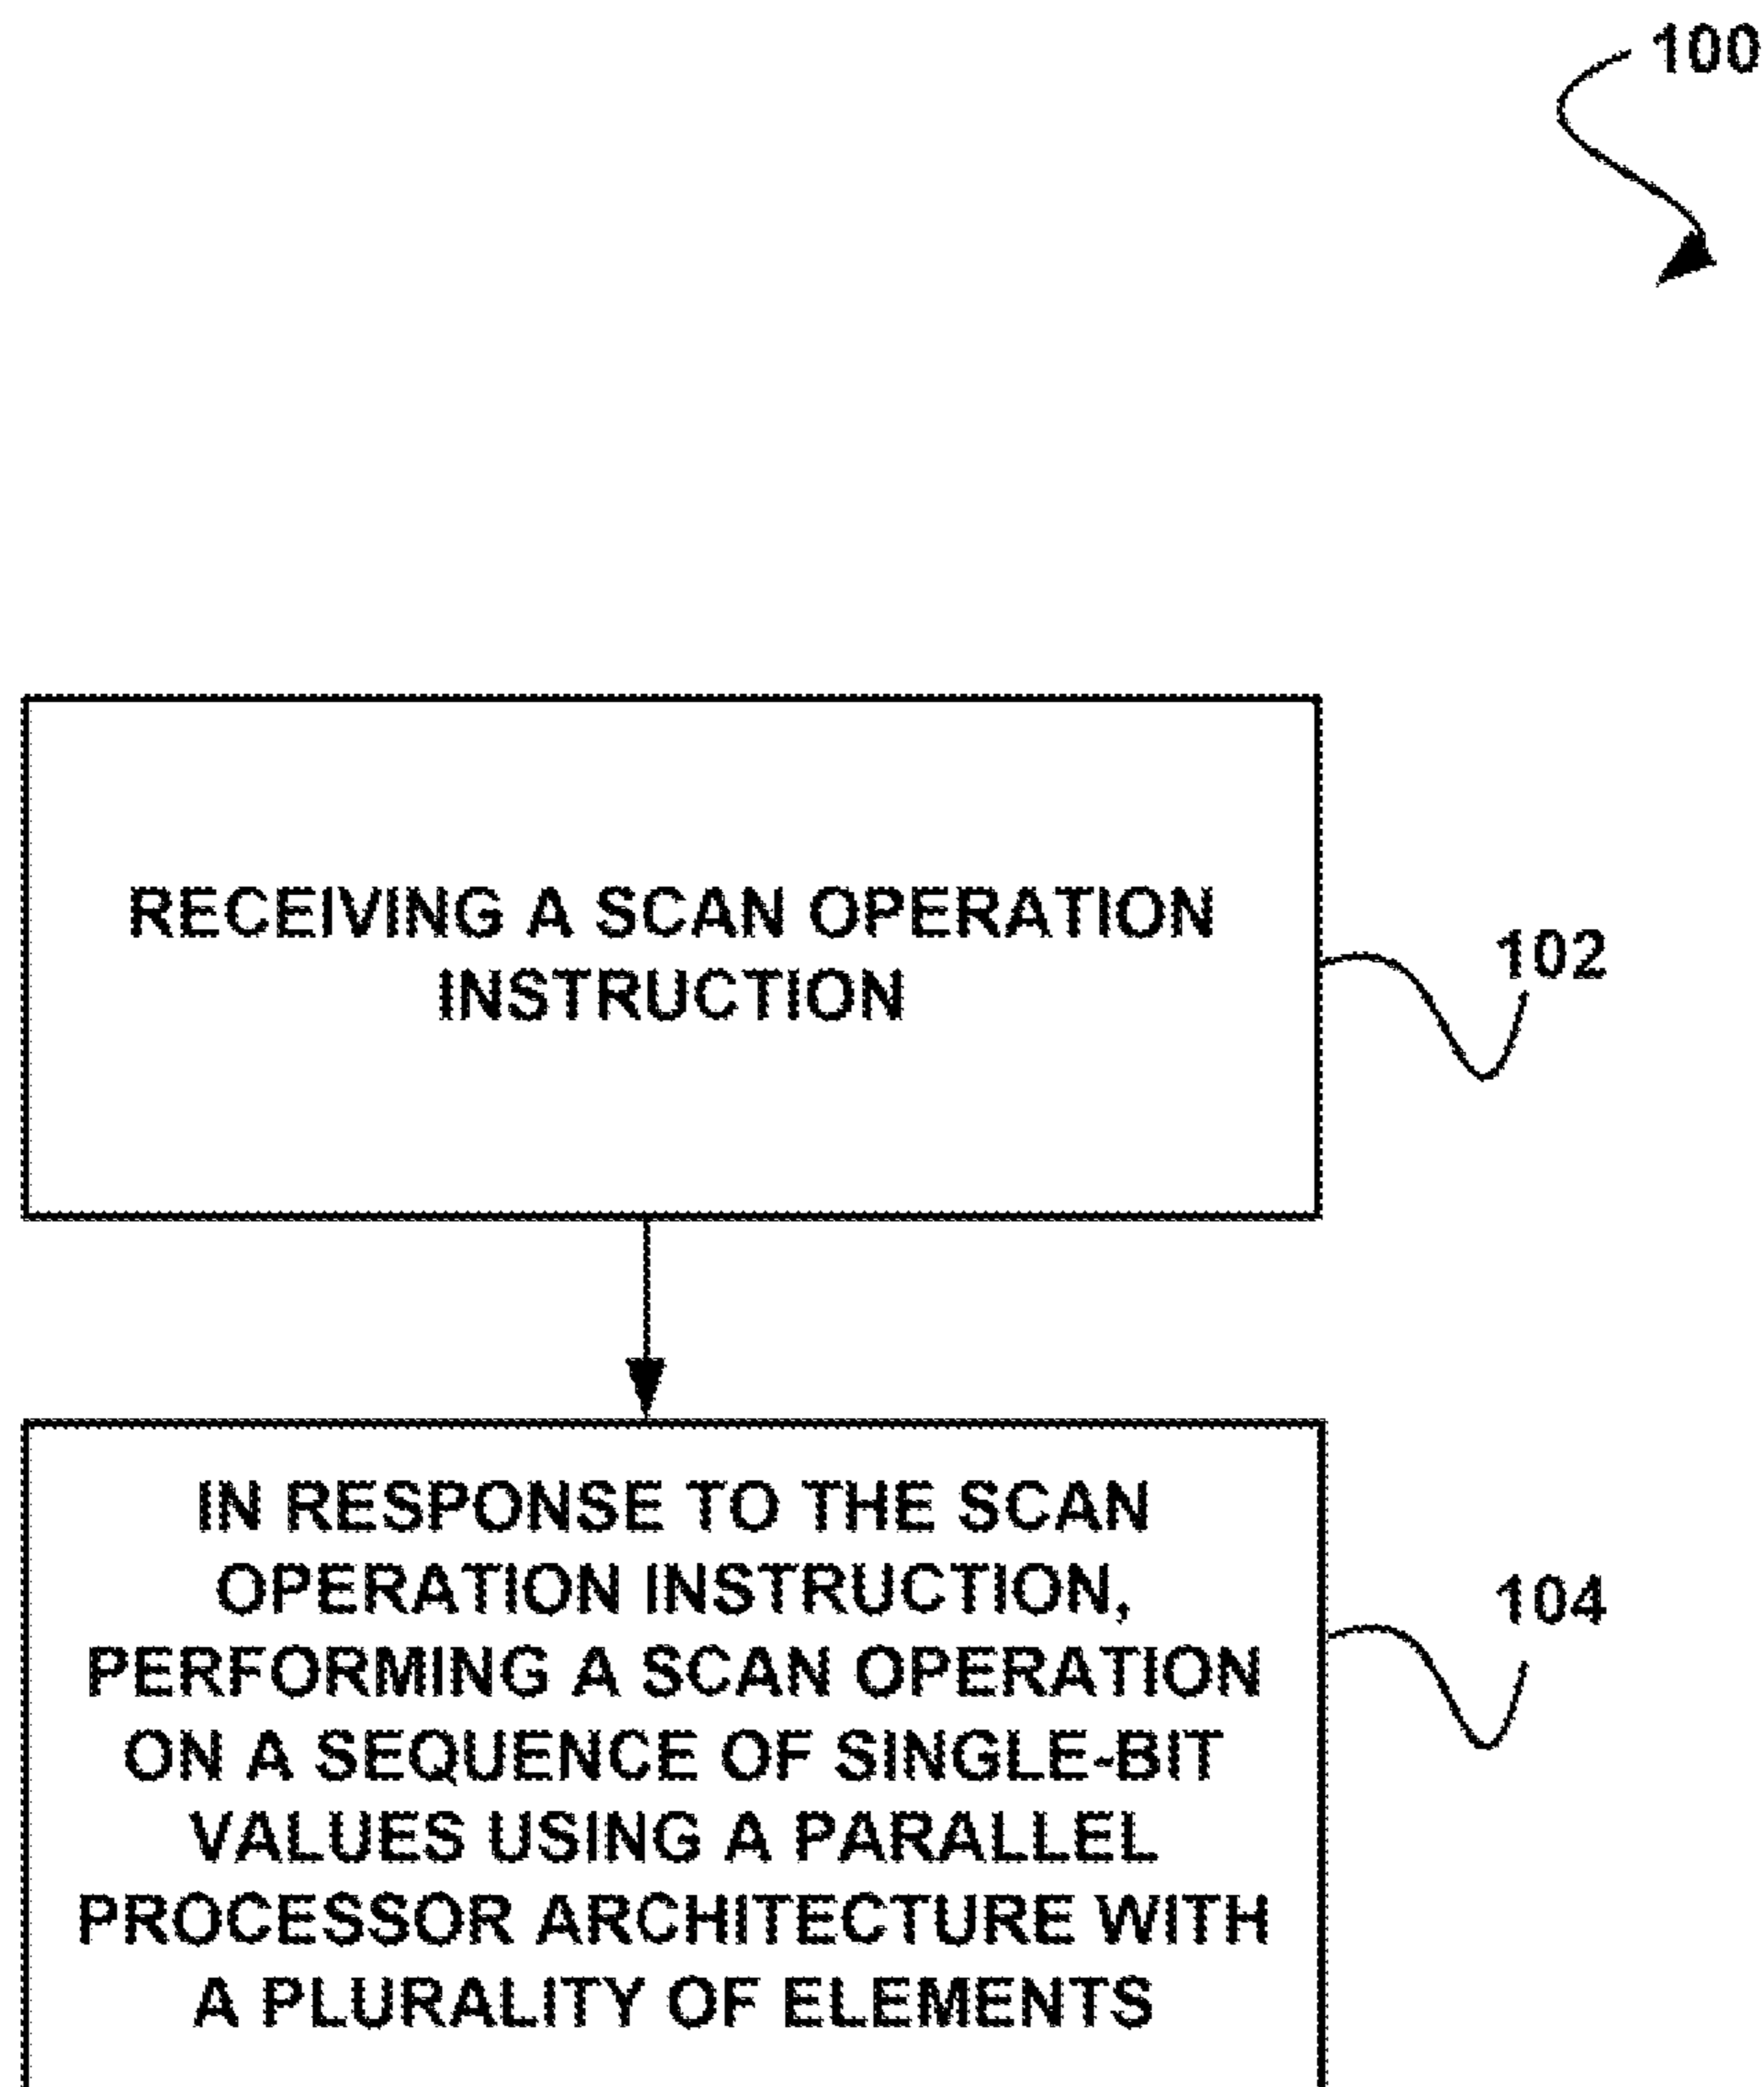 100
RECEIVING A SCAN OPERATION
INSTRUCTION
102
IN RESPONSE TO THE SCAN
OPERATION INSTRUCTION,
PERFORMING A SCAN OPERATION
ON A SEQUENCE OF SINGLE-BIT
VALUES USING A PARALLEL
PROCESSOR ARCHITECTURE WITH
A PLURALITY OF ELEMENTS
104